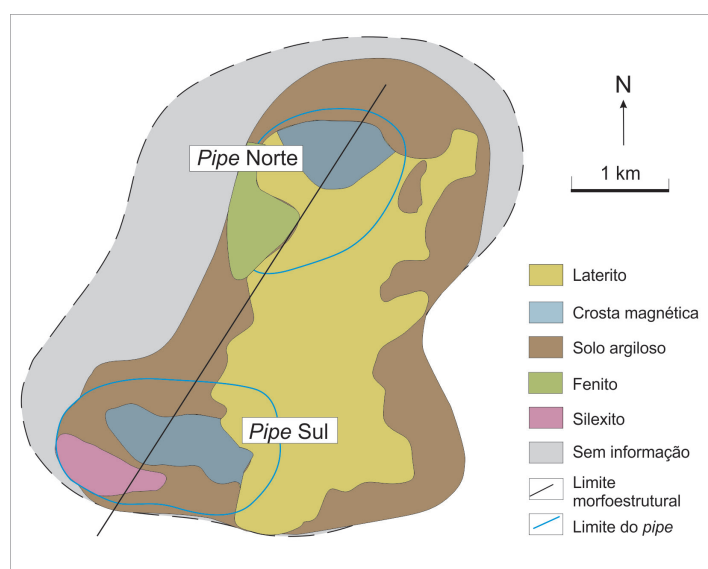 Pipe Norte
N
1 km
Laterito
Crosta magnética
Solo argiloso
Fenito
Silexito
Sem informação
Limite
morfoestrutural
Limite do pipe
Pipe Sul